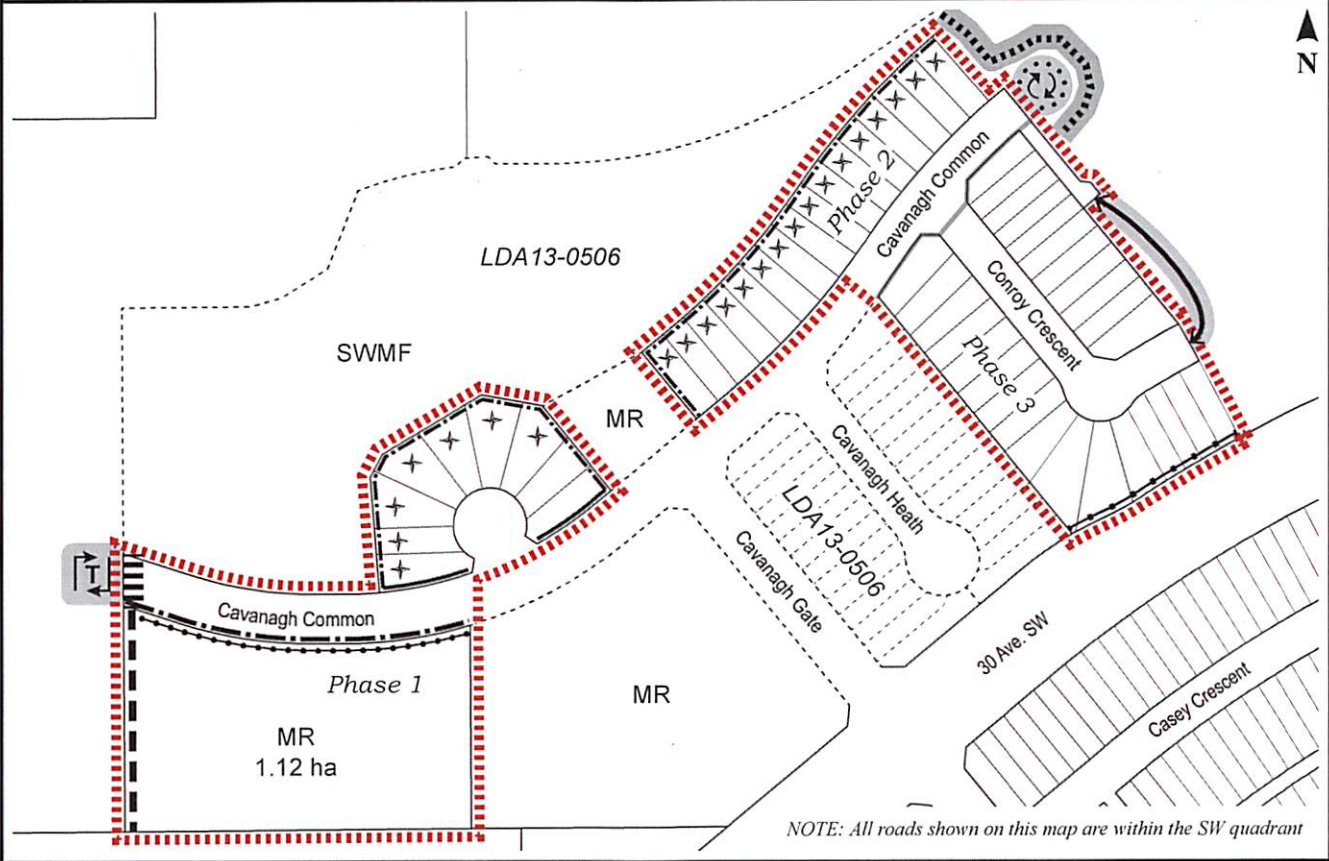 N
Cavanagh Common
Phase 2
LDA13-0506
Conroy Crescent
SWMF
Phase 3
MR
Cavanagh Heath
LDA13-0506
Cavanagh Gate
T
Cavanagh Common
30 Ave. SW
Phase 1
MR
Casey Crescent
MR
1.12 ha
NOTE: All roads shown on this map are within the SW quadrant